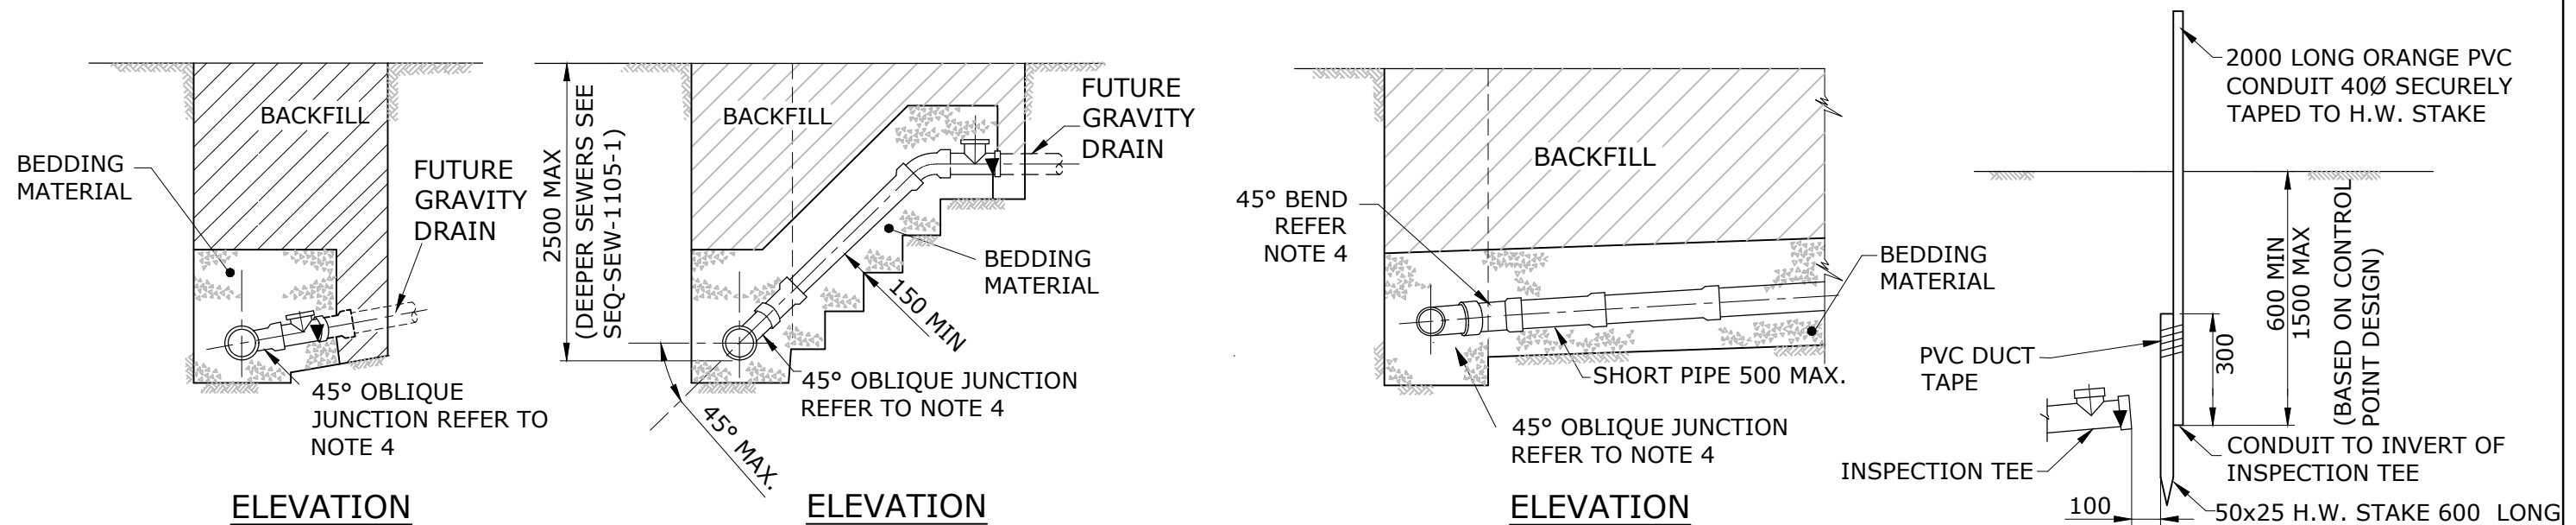 BACKFILL
BEDDING
MATERIAL
FUTURE
GRAVITY
DRAIN
45° OBLIQUE
JUNCTION REFER TO
NOTE 4
ELEVATION
2500 MAX
(DEEPER SEWERS SEE
SEQ-SEW-1105-1)
BACKFILL
FUTURE
GRAVITY
DRAIN
BEDDING
MATERIAL
150 MIN
45° OBLIQUE JUNCTION
REFER TO NOTE 4
45° MAX.
ELEVATION
BACKFILL
45° BEND
REFER
NOTE 4
BEDDING
MATERIAL
SHORT PIPE 500 MAX.
45° OBLIQUE JUNCTION
REFER TO NOTE 4
ELEVATION
2000 LONG ORANGE PVC
CONDUIT 40Ø SECURELY
TAPED TO H.W. STAKE
600 MIN
1500 MAX
(BASED ON CONTROL
POINT DESIGN)
300
PVC DUCT
TAPE
INSPECTION TEE
CONDUIT TO INVERT OF
INSPECTION TEE
100
50x25 H.W. STAKE 600 LONG